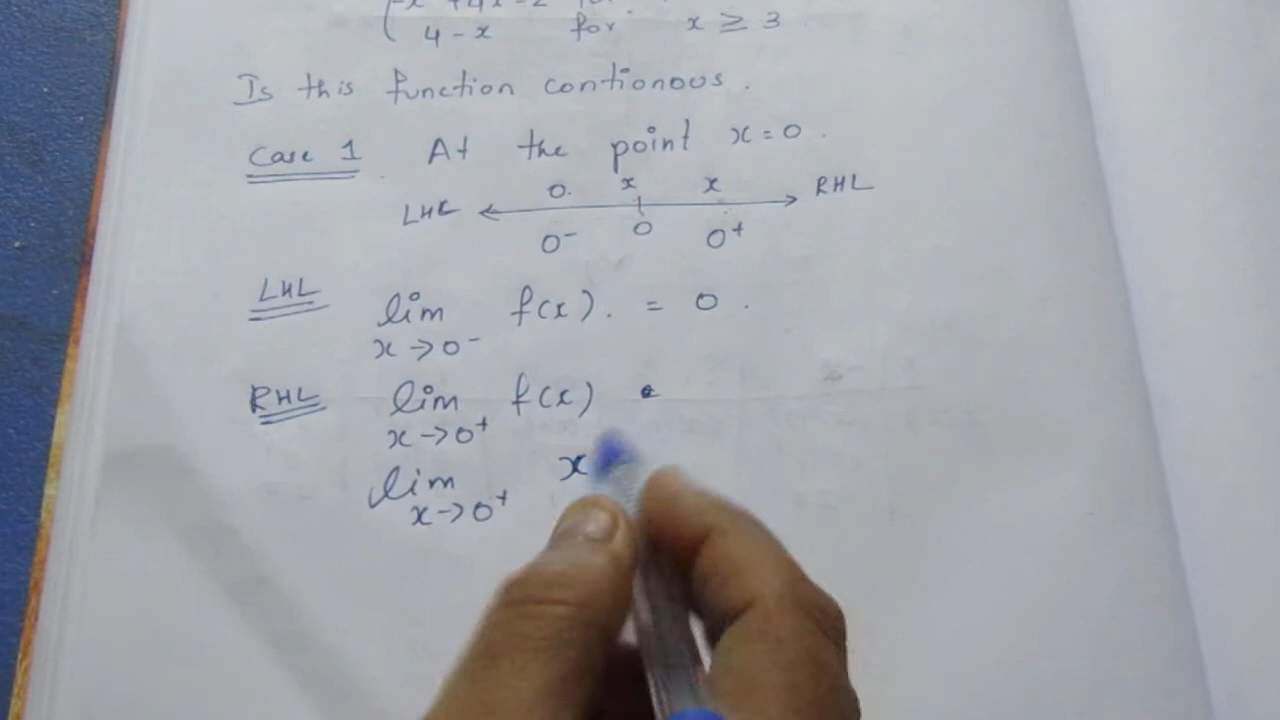 4 - x for x ≥ 3
Is this function contionous.
Case 1 At the point x = 0.
LHL 0. x x RHL
0⁻ 0 0⁺
LHL lim f(x). = 0.
x → 0⁻
RHL lim f(x)
x → 0⁺
lim x
x → 0⁺